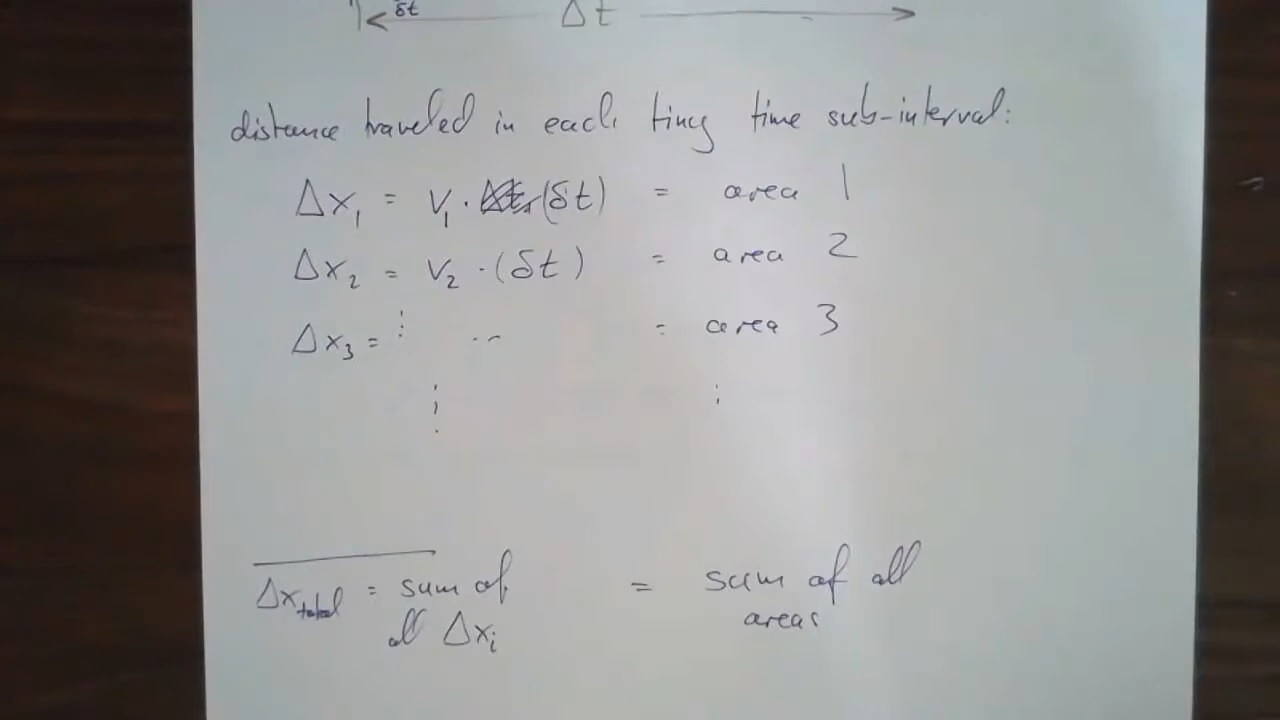 δt Δt
distance traveled in each tiny time sub-interval:
Δx₁ = v₁ · (δt) = area 1
Δx₂ = v₂ · (δt) = area 2
Δx₃ = ⋮ ... = area 3
⋮ ⋮
Δx_total = sum of = sum of all
all Δxᵢ areas